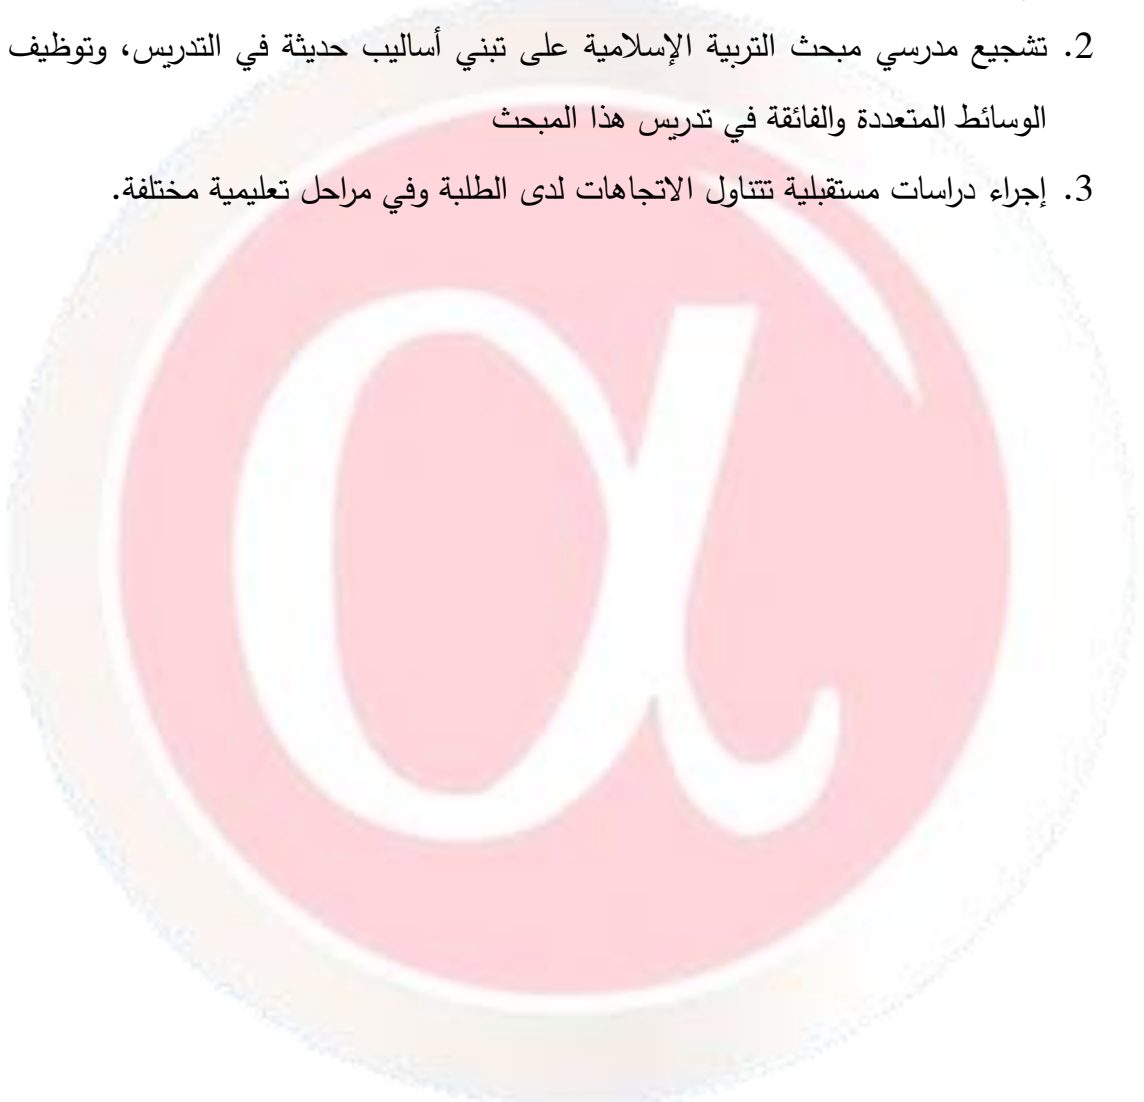 2. تشجيع مدرسي مبحث التربية الإسلامية على تبني أساليب حديثة في التدريس، وتوظيف
الوسائط المتعددة والفائقة في تدريس هذا المبحث
3. إجراء دراسات مستقبلية تتناول الاتجاهات لدى الطلبة وفي مراحل تعليمية مختلفة.
α